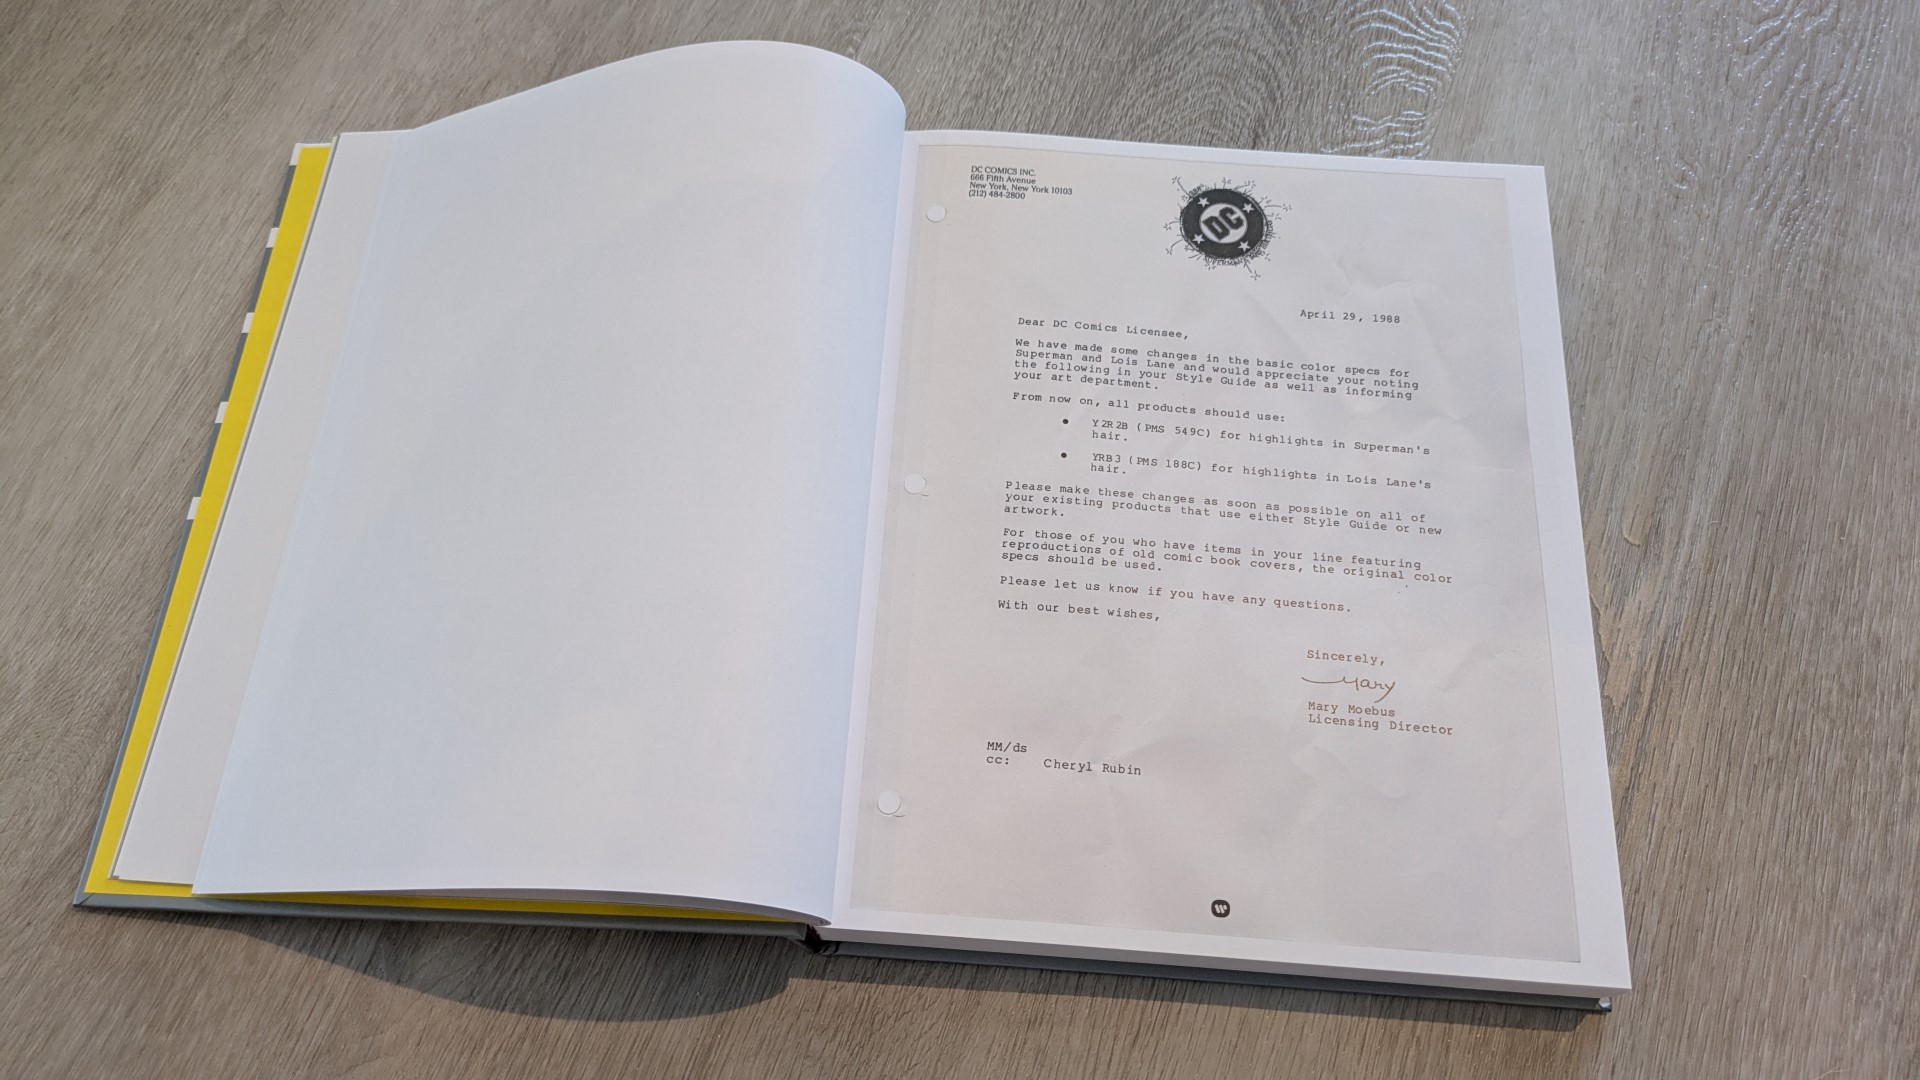 DC COMICS INC.
666 Fifth Avenue
New York, New York 10103
(212) 484-2800
DC
April 29, 1988
Dear DC Comics Licensee,
We have made some changes in the basic color specs for
Superman and Lois Lane and would appreciate your noting
the following in your Style Guide as well as informing
your art department.
From now on, all products should use:
• Y2R2B (PMS 549C) for highlights in Superman's
hair.
• YRB3 (PMS 188C) for highlights in Lois Lane's
hair.
Please make these changes as soon as possible on all of
your existing products that use either Style Guide or new
artwork.
For those of you who have items in your line featuring
reproductions of old comic book covers, the original color
specs should be used.
Please let us know if you have any questions.
With our best wishes,
Sincerely,
Mary
Mary Moebus
Licensing Director
MM/ds
cc: Cheryl Rubin